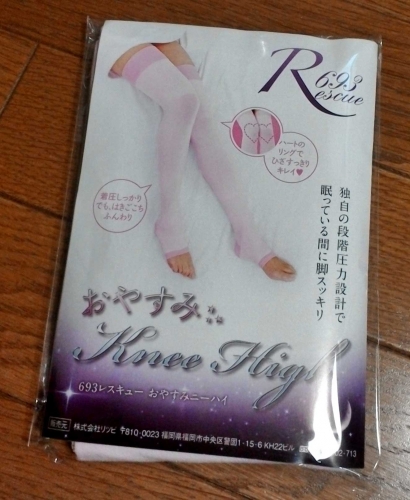 693
Rescue
ハートの
リングで
ひざすっきり
キレイ♥
着圧しっかり
でも、はきごこち
ふんわり
独自の段階圧力設計で
眠っている間に脚スッキリ
おやすみ
Knee High
693レスキュー おやすみニーハイ
発売元 株式会社リンピ 〒810-0023 福岡県福岡市中央区警固1-15-6 KH22ビル
02-713